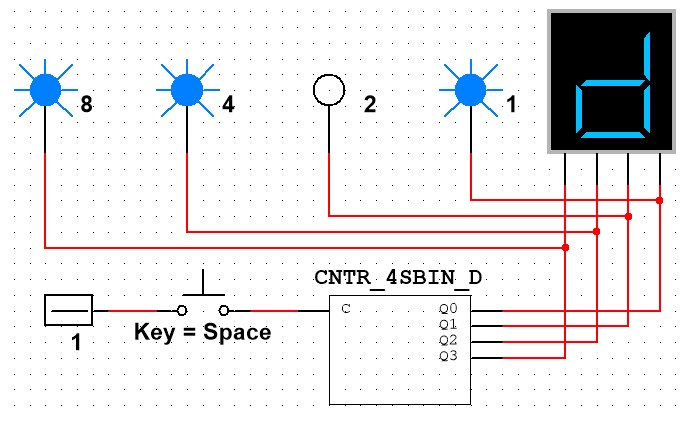 8
4
2
1
d
CNTR_4SBIN_D
C
Q0
Q1
Q2
Q3
1
Key = Space